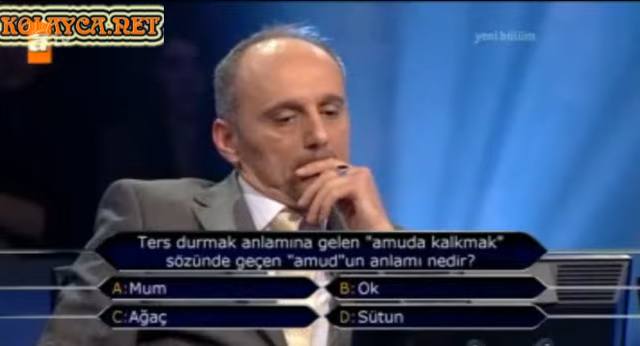 KOLAYCA.NET
a
yeni bölüm
Ters durmak anlamına gelen "amuda kalkmak"
sözünde geçen "amud"un anlamı nedir?
A:Mum
B:Ok
C:Ağaç
D:Sütun